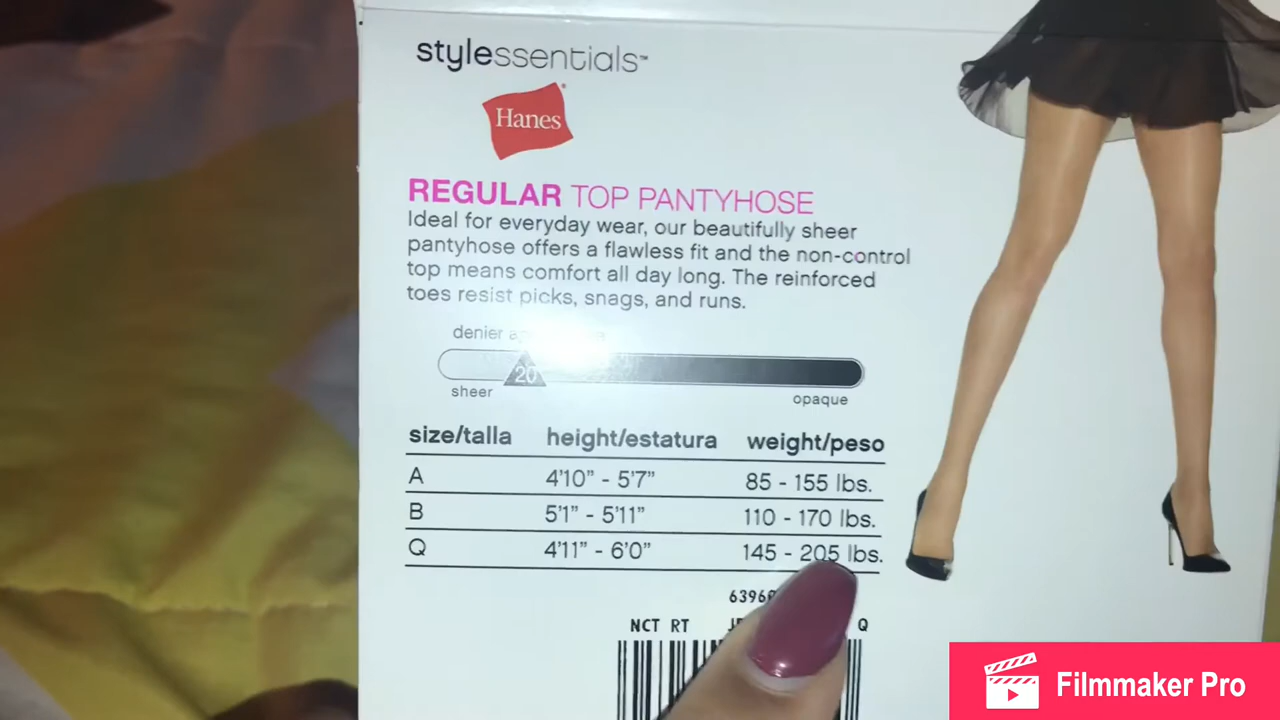 stylessentials™
Hanes®
REGULAR TOP PANTYHOSE
Ideal for everyday wear, our beautifully sheer
pantyhose offers a flawless fit and the non-control
top means comfort all day long. The reinforced
toes resist picks, snags, and runs.
denier
20
sheer opaque
size/talla height/estatura weight/peso
A 4'10" - 5'7" 85 - 155 lbs.
B 5'1" - 5'11" 110 - 170 lbs.
Q 4'11" - 6'0" 145 - 205 lbs.
NCT RT Q
Filmmaker Pro